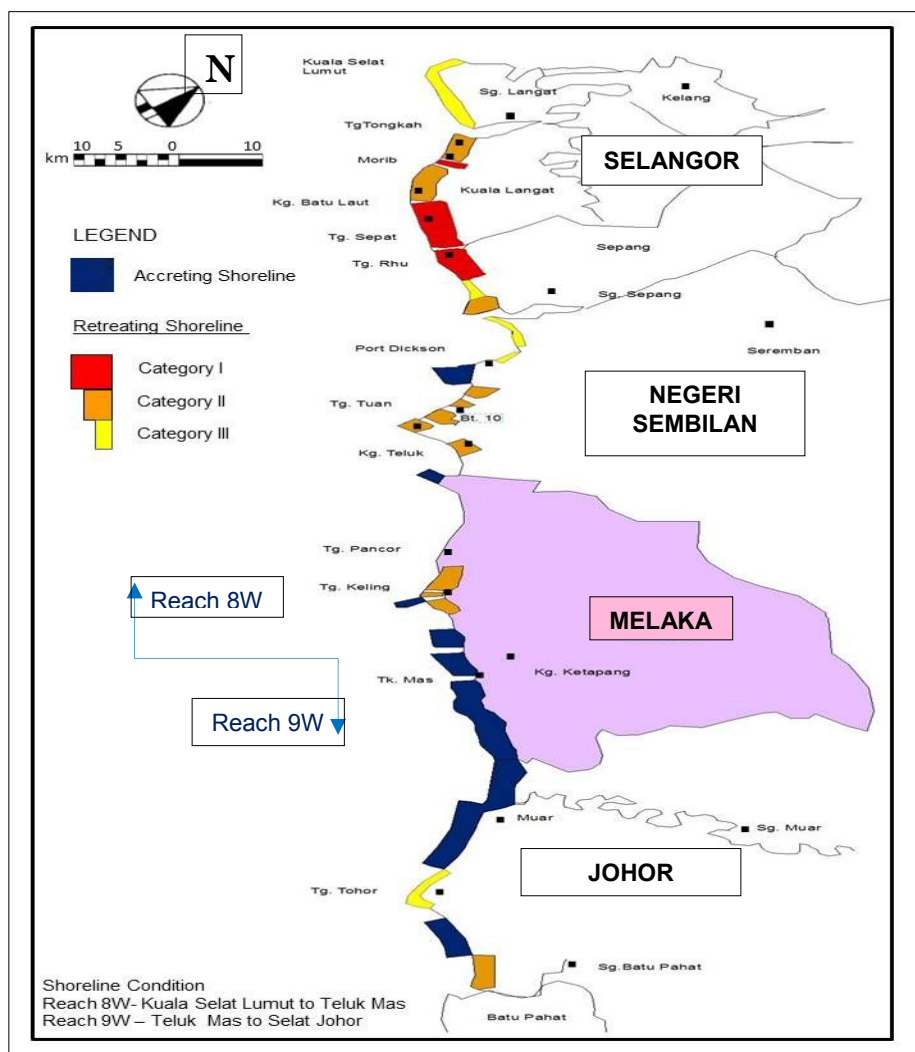 N
Kuala Selat
Lumut
Sg. Langat
Kelang
TgTongkah
km 10 5 0 10
Morib
SELANGOR
Kuala Langat
Kg. Batu Laut
LEGEND
Tg. Sepat
Sepang
Accreting Shoreline
Tg. Rhu
Sg. Sepang
Retreating Shoreline
Port Dickson
Seremban
Category I
Category II
Category III
Tg. Tuan
Bt. 10
NEGERI
SEMBILAN
Kg. Teluk
Tg. Pancor
Tg. Keling
Reach 8W
MELAKA
Kg. Ketapang
Tk. Mas
Reach 9W
Muar
Sg. Muar
JOHOR
Tg. Tohor
Sg.Batu Pahat
Batu Pahat
Shoreline Condition
Reach 8W- Kuala Selat Lumut to Teluk Mas
Reach 9W – Teluk Mas to Selat Johor